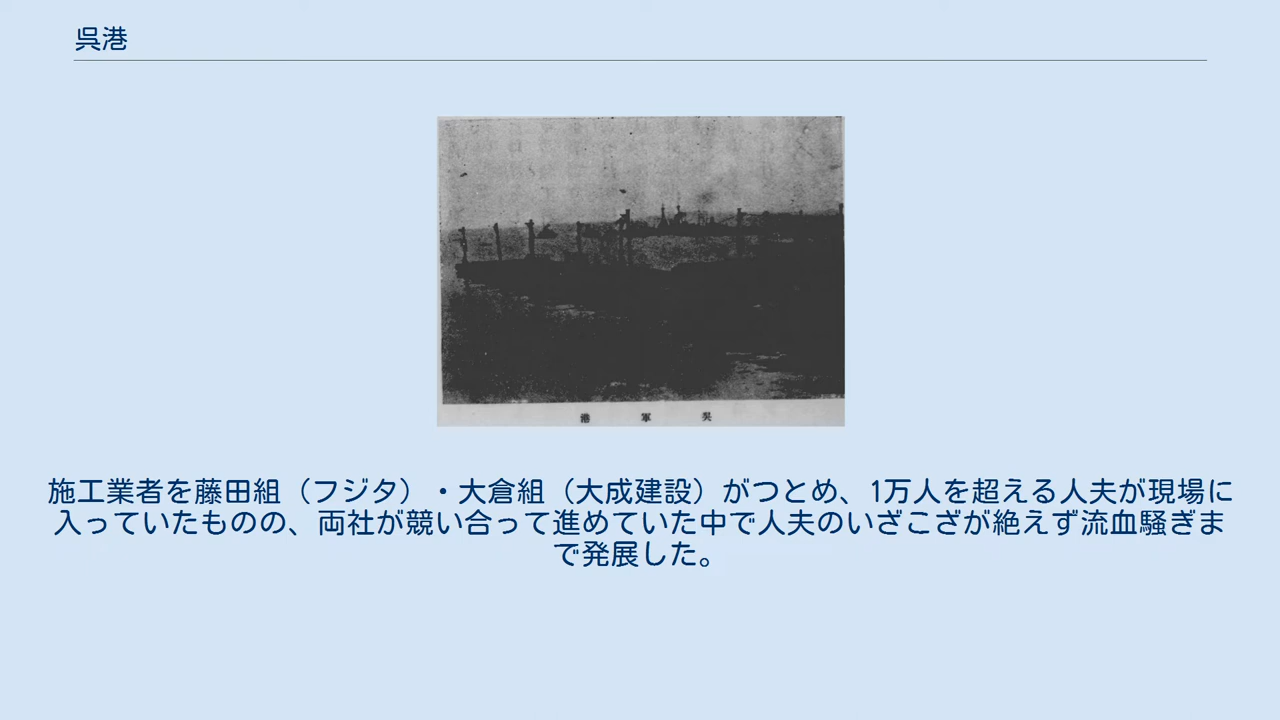 呉港
港 軍 呉
施工業者を藤田組（フジタ）・大倉組（大成建設）がつとめ、1万人を超える人夫が現場に
入っていたものの、両社が競い合って進めていた中で人夫のいざこざが絶えず流血騒ぎま
で発展した。